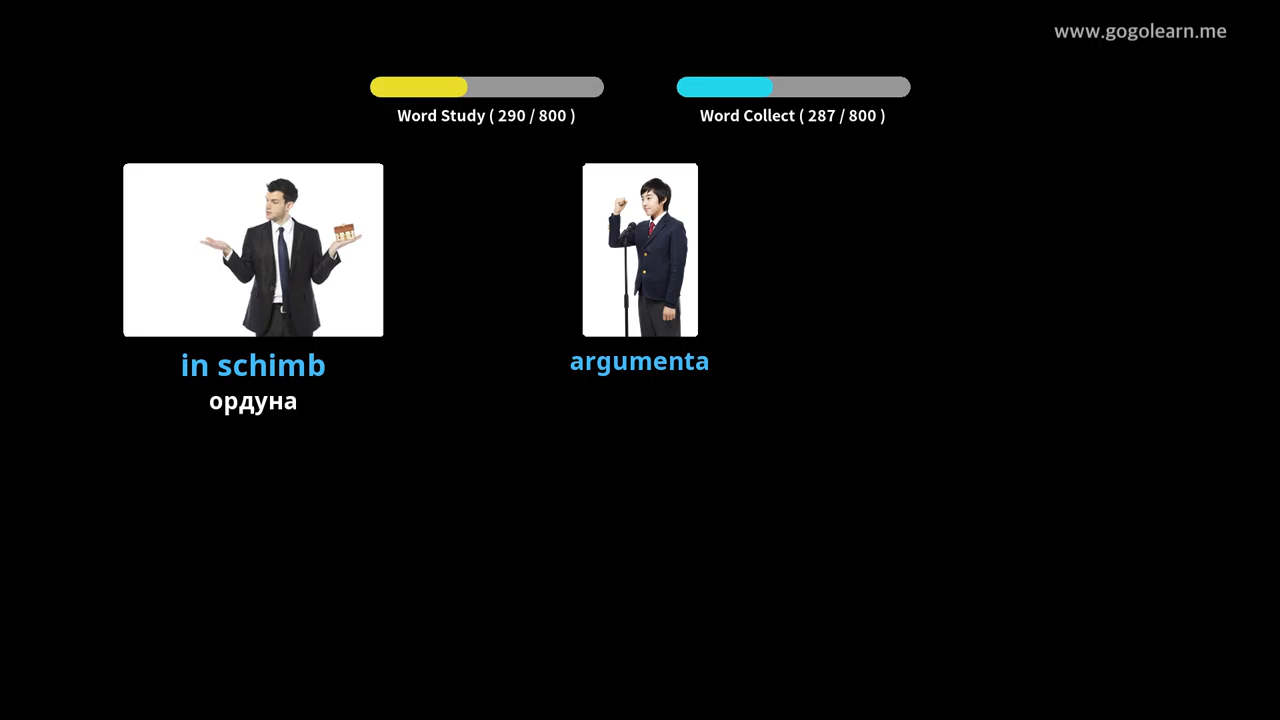 www.gogolearn.me
Word Study ( 290 / 800 )
Word Collect ( 287 / 800 )
in schimb
ордуна
argumenta